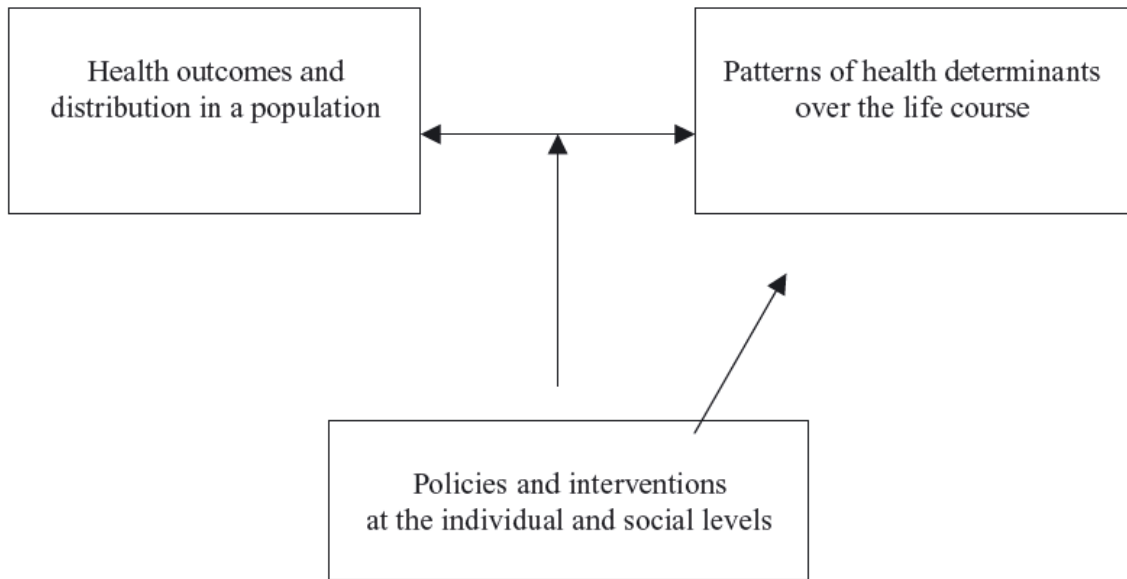 Health outcomes and
distribution in a population
Patterns of health determinants
over the life course
Policies and interventions
at the individual and social levels